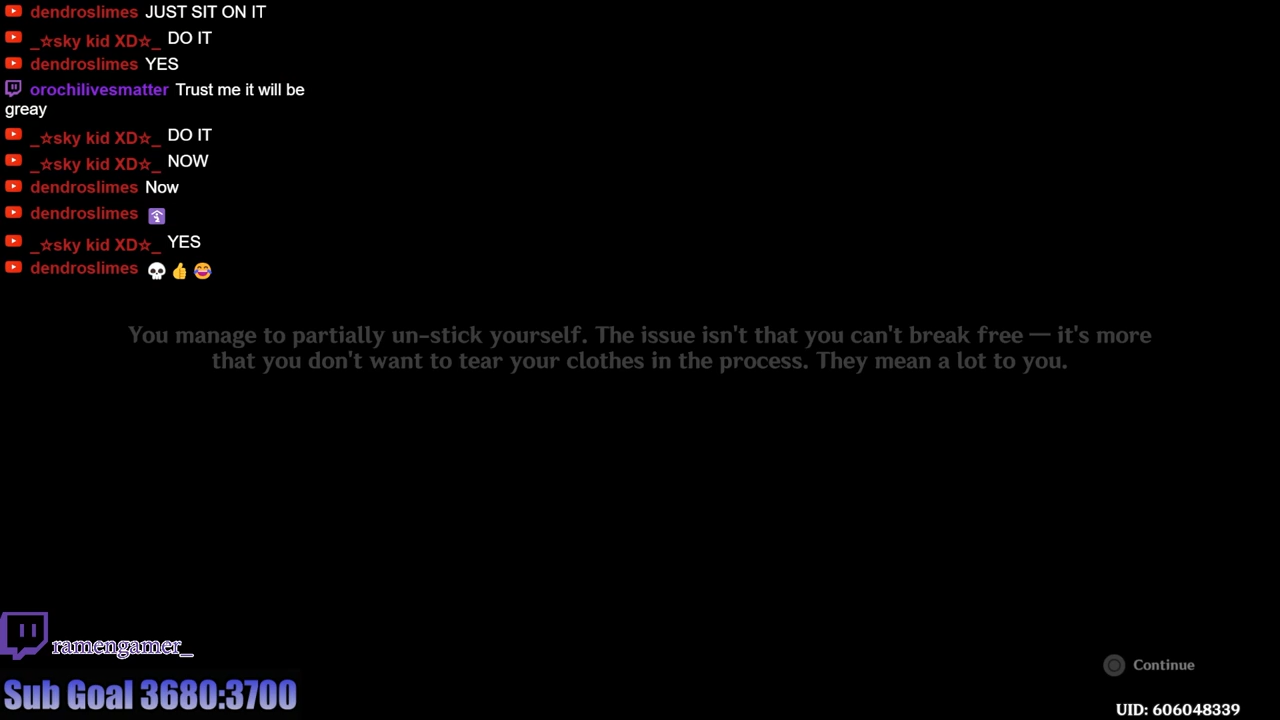 dendroslimes JUST SIT ON IT
_☆sky kid XD☆_ DO IT
dendroslimes YES
orochilivesmatter Trust me it will be
greay
_☆sky kid XD☆_ DO IT
_☆sky kid XD☆_ NOW
dendroslimes Now
dendroslimes
_☆sky kid XD☆_ YES
dendroslimes 💀👍😂
You manage to partially un-stick yourself. The issue isn't that you can't break free — it's more
that you don't want to tear your clothes in the process. They mean a lot to you.
ramengamer_
Sub Goal 3680:3700
Continue
UID: 606048339